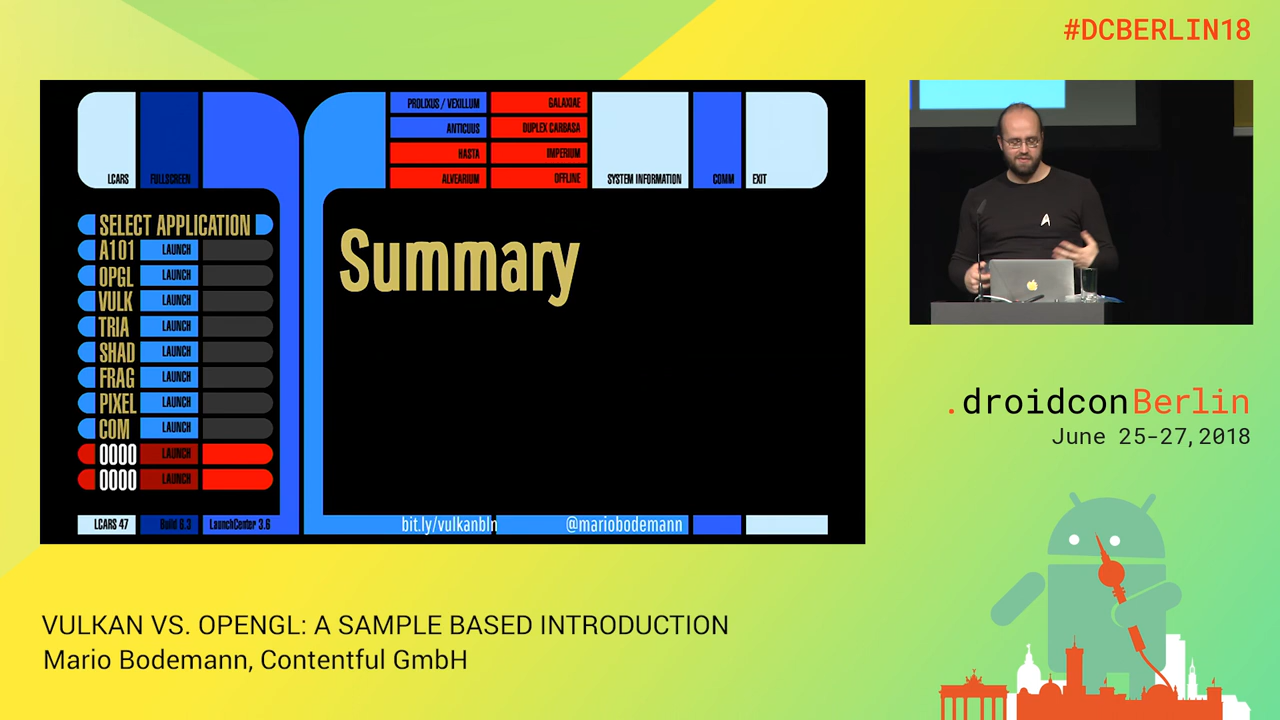 #DCBERLIN18
LCARS
FULLSCREEN
PROLIXUS / VEXILLUM
GALAXIAE
ANTICUUS
DUPLEX CARBASA
HASTA
IMPERIUM
ALVEARIUM
OFFLINE
SYSTEM INFORMATION
COMM
EXIT
SELECT APPLICATION
A101 LAUNCH
OPGL LAUNCH
VULK LAUNCH
TRIA LAUNCH
SHAD LAUNCH
FRAG LAUNCH
PIXEL LAUNCH
COM LAUNCH
0000 LAUNCH
0000 LAUNCH
LCARS 47 Build 6.3 LaunchCenter 3.6
Summary
bit.ly/vulkanbln @mariobodemann
.droidconBerlin
June 25-27, 2018
VULKAN VS. OPENGL: A SAMPLE BASED INTRODUCTION
Mario Bodemann, Contentful GmbH